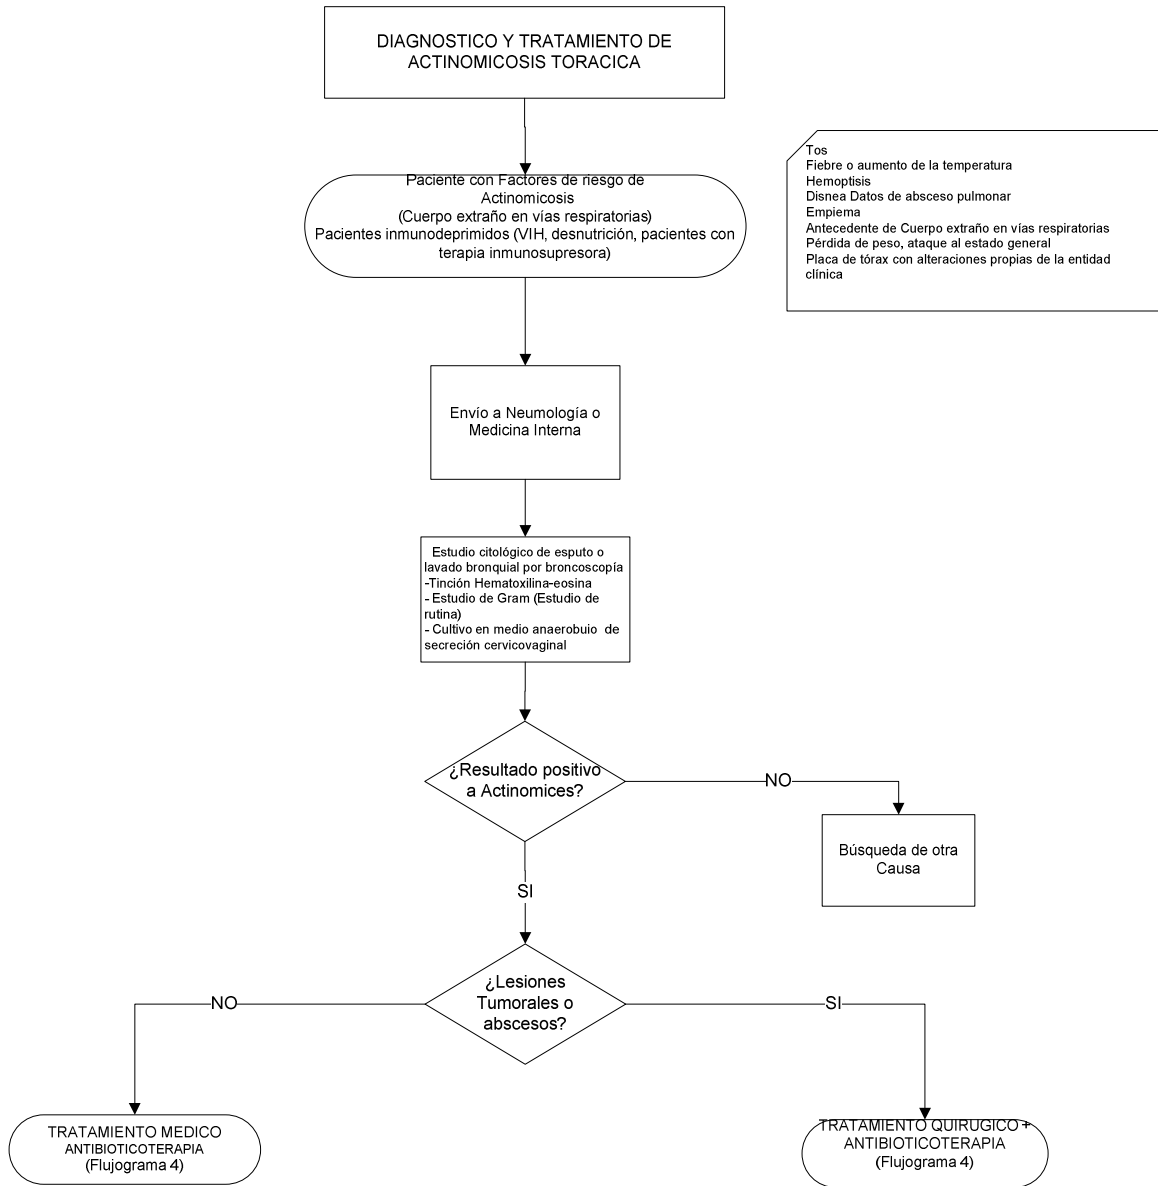 DIAGNOSTICO Y TRATAMIENTO DE
ACTINOMICOSIS TORACICA
Tos
Fiebre o aumento de la temperatura
Hemoptisis
Disnea Datos de absceso pulmonar
Empiema
Antecedente de Cuerpo extraño en vías respiratorias
Pérdida de peso, ataque al estado general
Placa de tórax con alteraciones propias de la entidad
clínica
Paciente con Factores de riesgo de
Actinomicosis
(Cuerpo extraño en vías respiratorias)
Pacientes inmunodeprimidos (VIH, desnutrición, pacientes con
terapia inmunosupresora)
Envío a Neumología o
Medicina Interna
Estudio citológico de esputo o
lavado bronquial por broncoscopía
-Tinción Hematoxilina-eosina
- Estudio de Gram (Estudio de
rutina)
- Cultivo en medio anaerobuio de
secreción cervicovaginal
¿Resultado positivo
a Actinomices?
NO
Búsqueda de otra
Causa
SI
¿Lesiones
Tumorales o
abscesos?
NO
SI
TRATAMIENTO MEDICO
ANTIBIOTICOTERAPIA
(Flujograma 4)
TRATAMIENTO QUIRUGICO +
ANTIBIOTICOTERAPIA
(Flujograma 4)